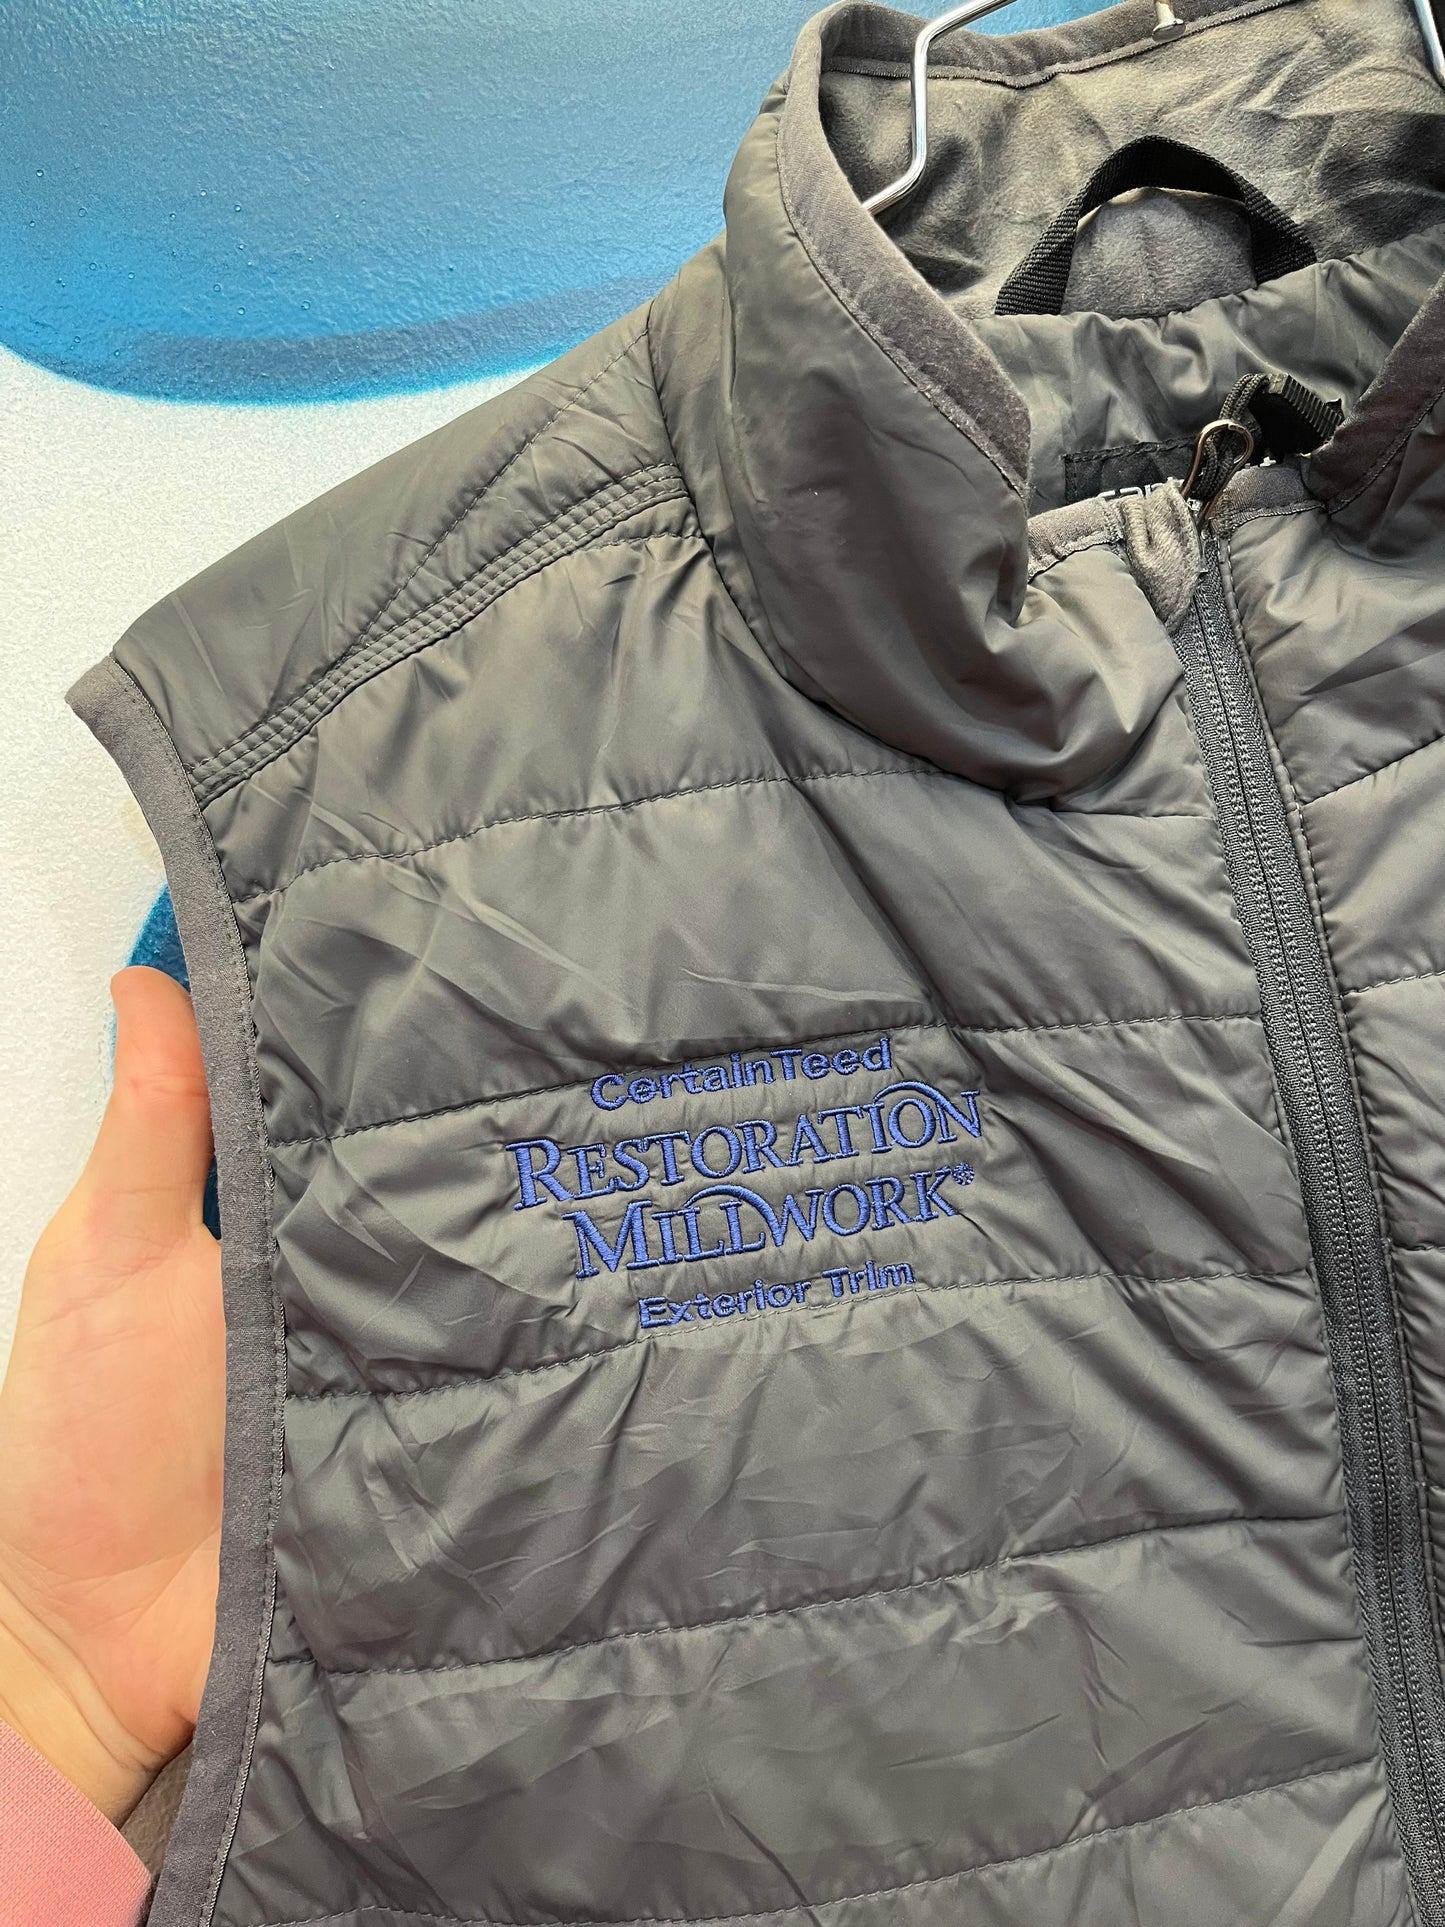 CertainTeed
RESTORATION
MILLWORK®
Exterior Trim